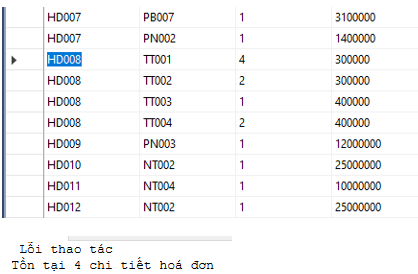 HD007 PB007 1 3100000
HD007 PN002 1 1400000
HD008 TT001 4 300000
HD008 TT002 2 300000
HD008 TT003 1 400000
HD008 TT004 2 400000
HD009 PN003 1 12000000
HD010 NT002 1 25000000
HD011 NT004 1 10000000
HD012 NT002 1 25000000
Lỗi thao tác
Tồn tại 4 chi tiết hoá đơn